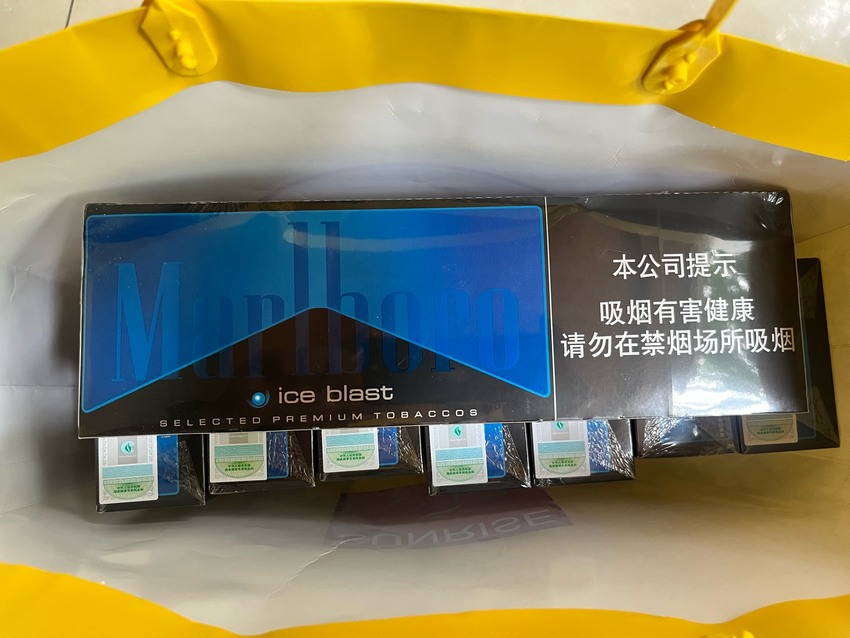 Marlboro
ice blast
SELECTED PREMIUM TOBACCOS
本公司提示
吸烟有害健康
请勿在禁烟场所吸烟
SUNRISE